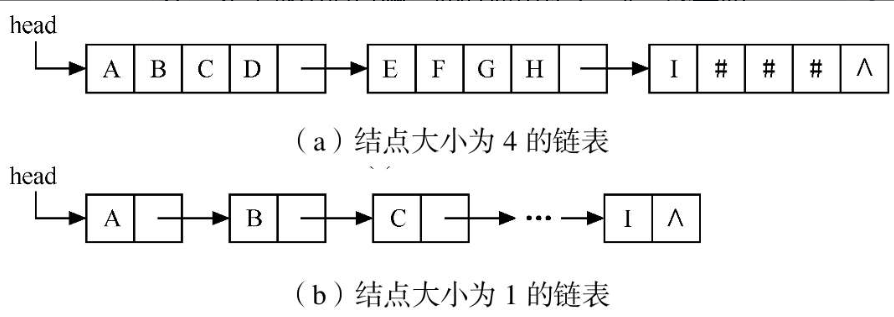 head
A B C D E F G H I # # # ∧
（a）结点大小为 4 的链表
head
A B C ··· I ∧
（b）结点大小为 1 的链表